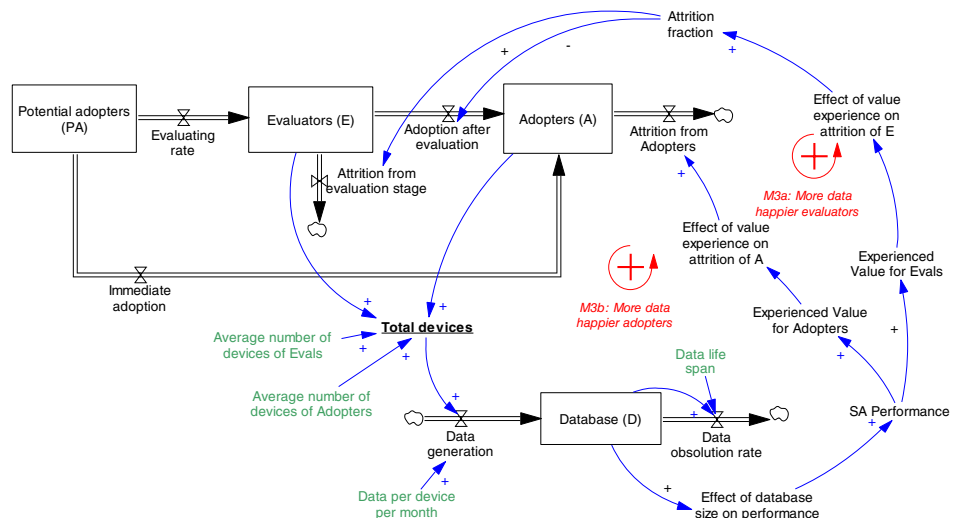 Attrition
fraction
+
-
+
Potential adopters
(PA)
Evaluating
rate
Evaluators (E)
Adoption after
evaluation
Adopters (A)
Attrition from
Adopters
Effect of value
experience on
attrition of E
+
+
Attrition from
evaluation stage
M3a: More data
happier evaluators
Effect of value
experience on
attrition of A
+
Experienced
Value for Evals
+
Immediate
adoption
M3b: More data
happier adopters
Experienced Value
for Adopters
+
+
+
+
Total devices
Average number of
devices of Evals
+
+
Average number of
devices of Adopters
Data life
span
+
+
Data
generation
Database (D)
+
+
Data
obsolution rate
SA Performance
+
+
Data per device
per month
+
+
Effect of database
size on performance